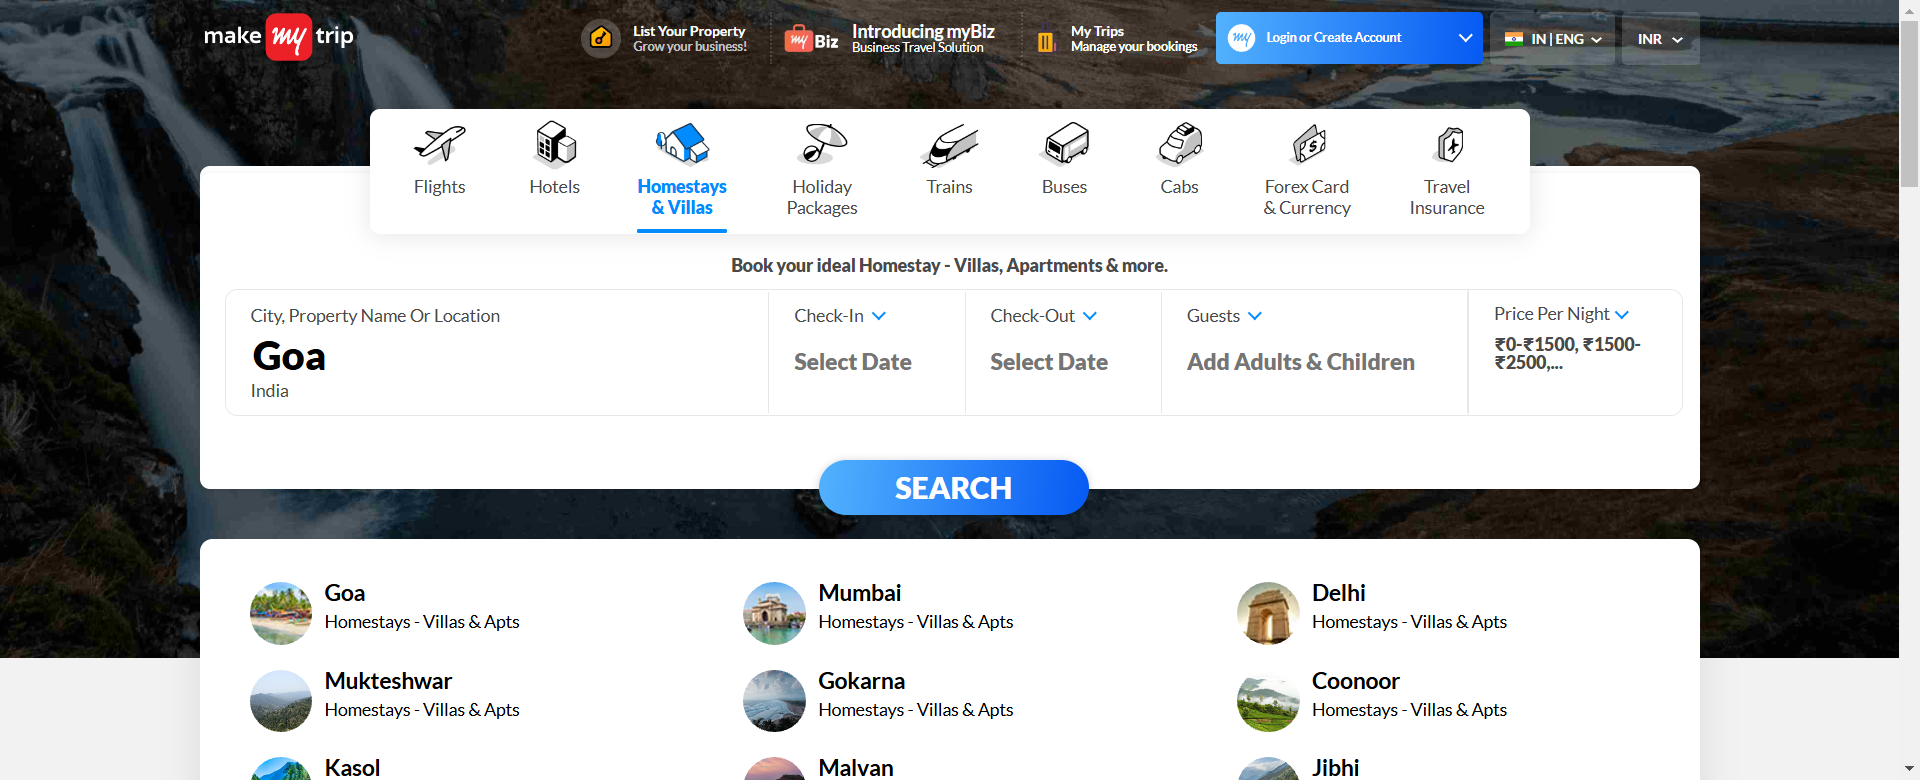 make my trip
List Your Property
Grow your business!
my Biz
Introducing myBiz
Business Travel Solution
My Trips
Manage your bookings
my Login or Create Account
IN | ENG
INR
Flights
Hotels
Homestays
& Villas
Holiday
Packages
Trains
Buses
Cabs
Forex Card
& Currency
Travel
Insurance
Book your ideal Homestay - Villas, Apartments & more.
City, Property Name Or Location
Goa
India
Check-In
Select Date
Check-Out
Select Date
Guests
Add Adults & Children
Price Per Night
₹0-₹1500, ₹1500-
₹2500,...
SEARCH
Goa
Homestays - Villas & Apts
Mumbai
Homestays - Villas & Apts
Delhi
Homestays - Villas & Apts
Mukteshwar
Homestays - Villas & Apts
Gokarna
Homestays - Villas & Apts
Coonoor
Homestays - Villas & Apts
Kasol
Malvan
Jibhi